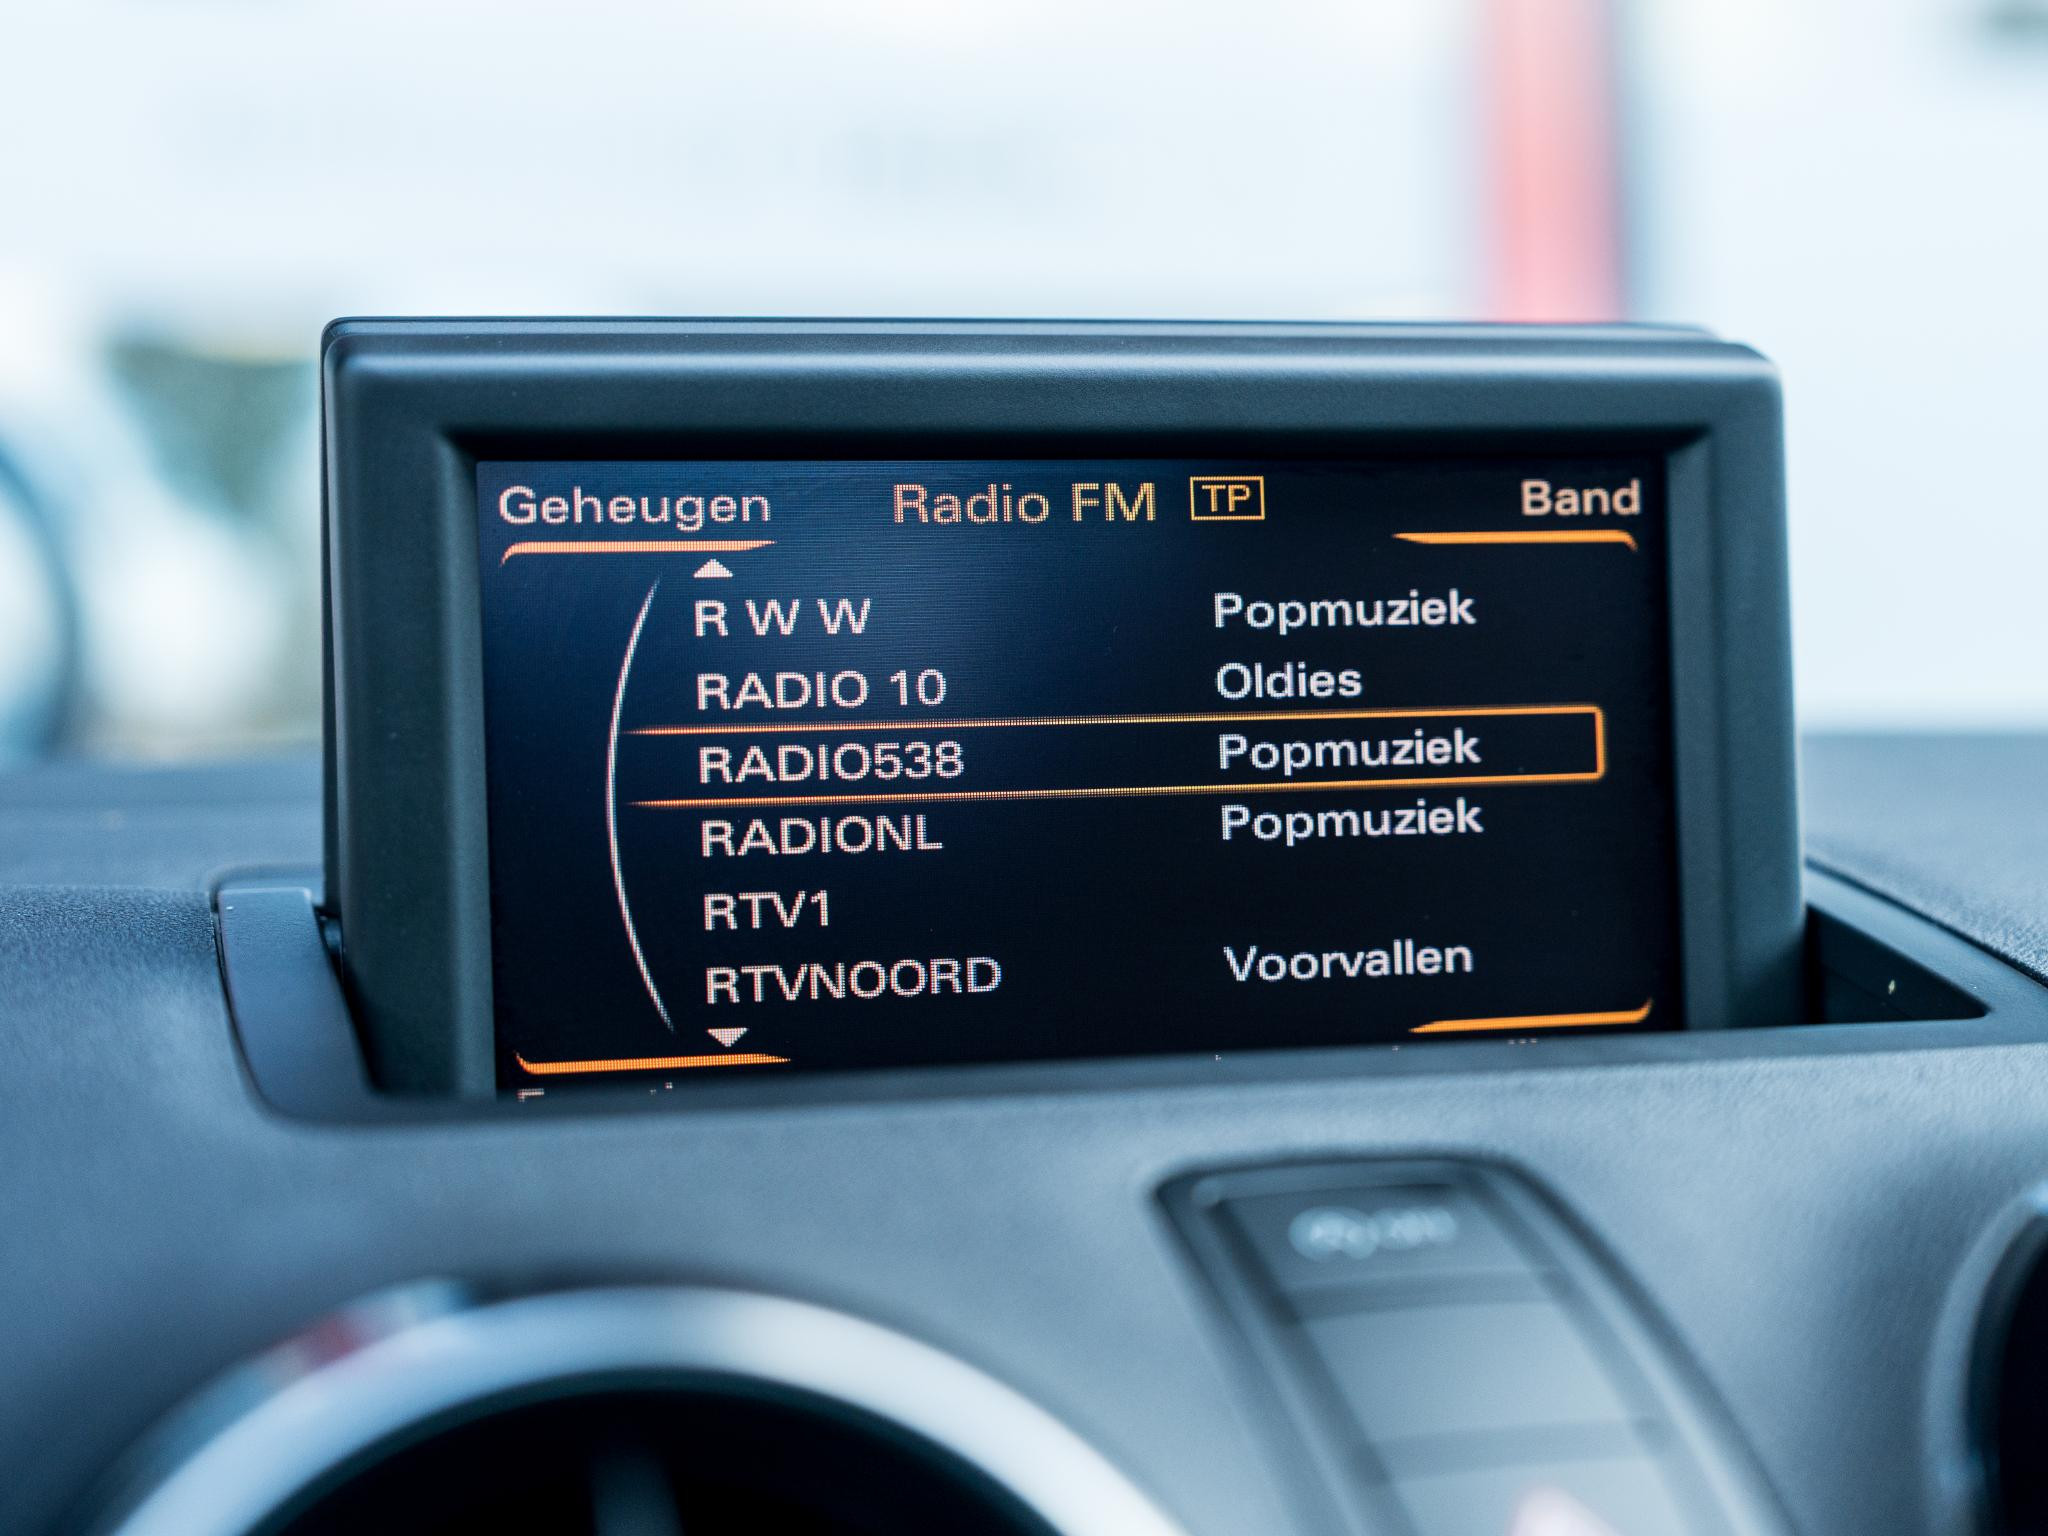 Geheugen Radio FM TP Band
R W W Popmuziek
RADIO 10 Oldies
RADIO538 Popmuziek
RADIONL Popmuziek
RTV1
RTVNOORD Voorvallen